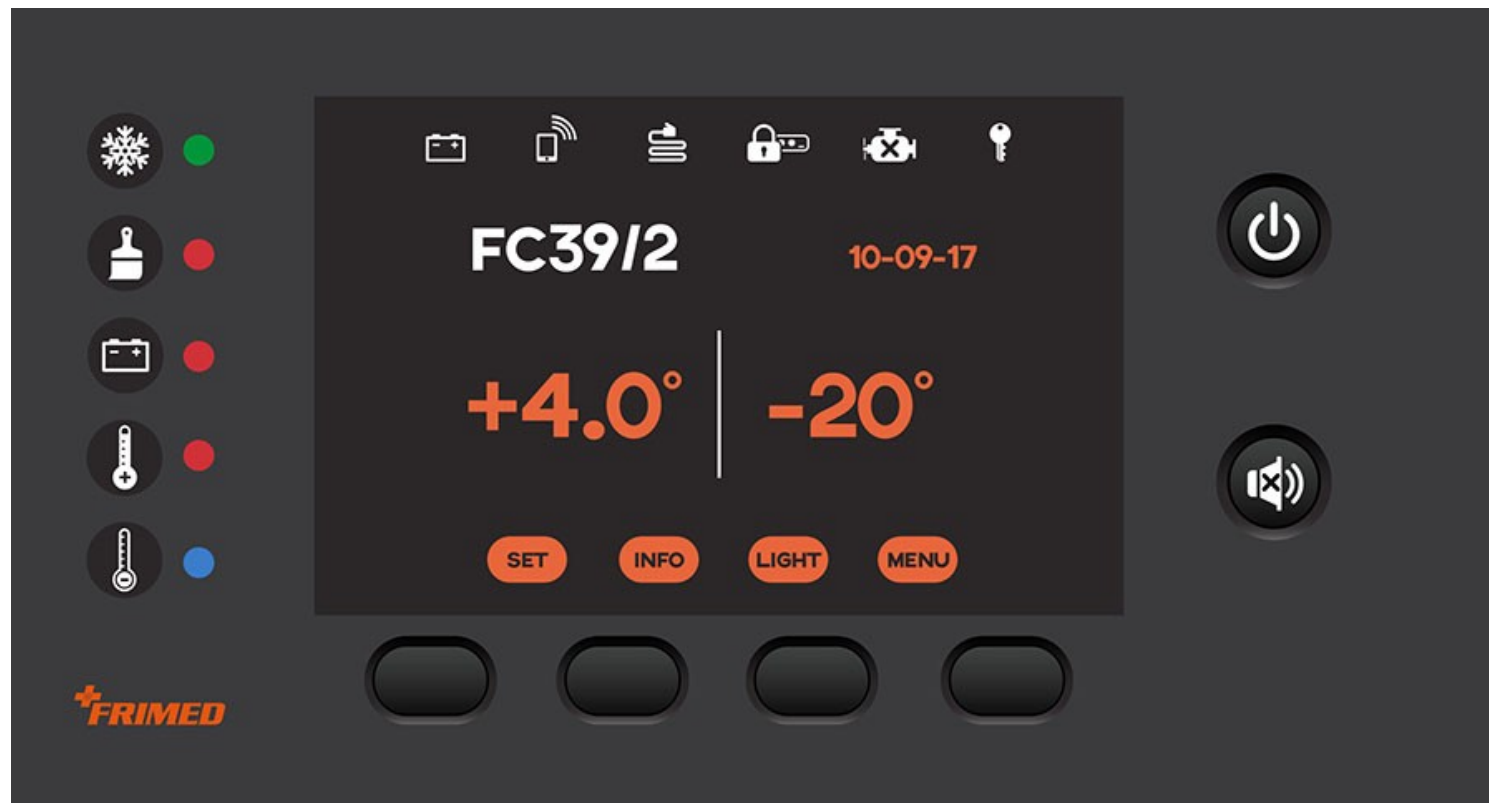 FC39/2
10-09-17
+4.0° -20°
SET INFO LIGHT MENU
FRIMED